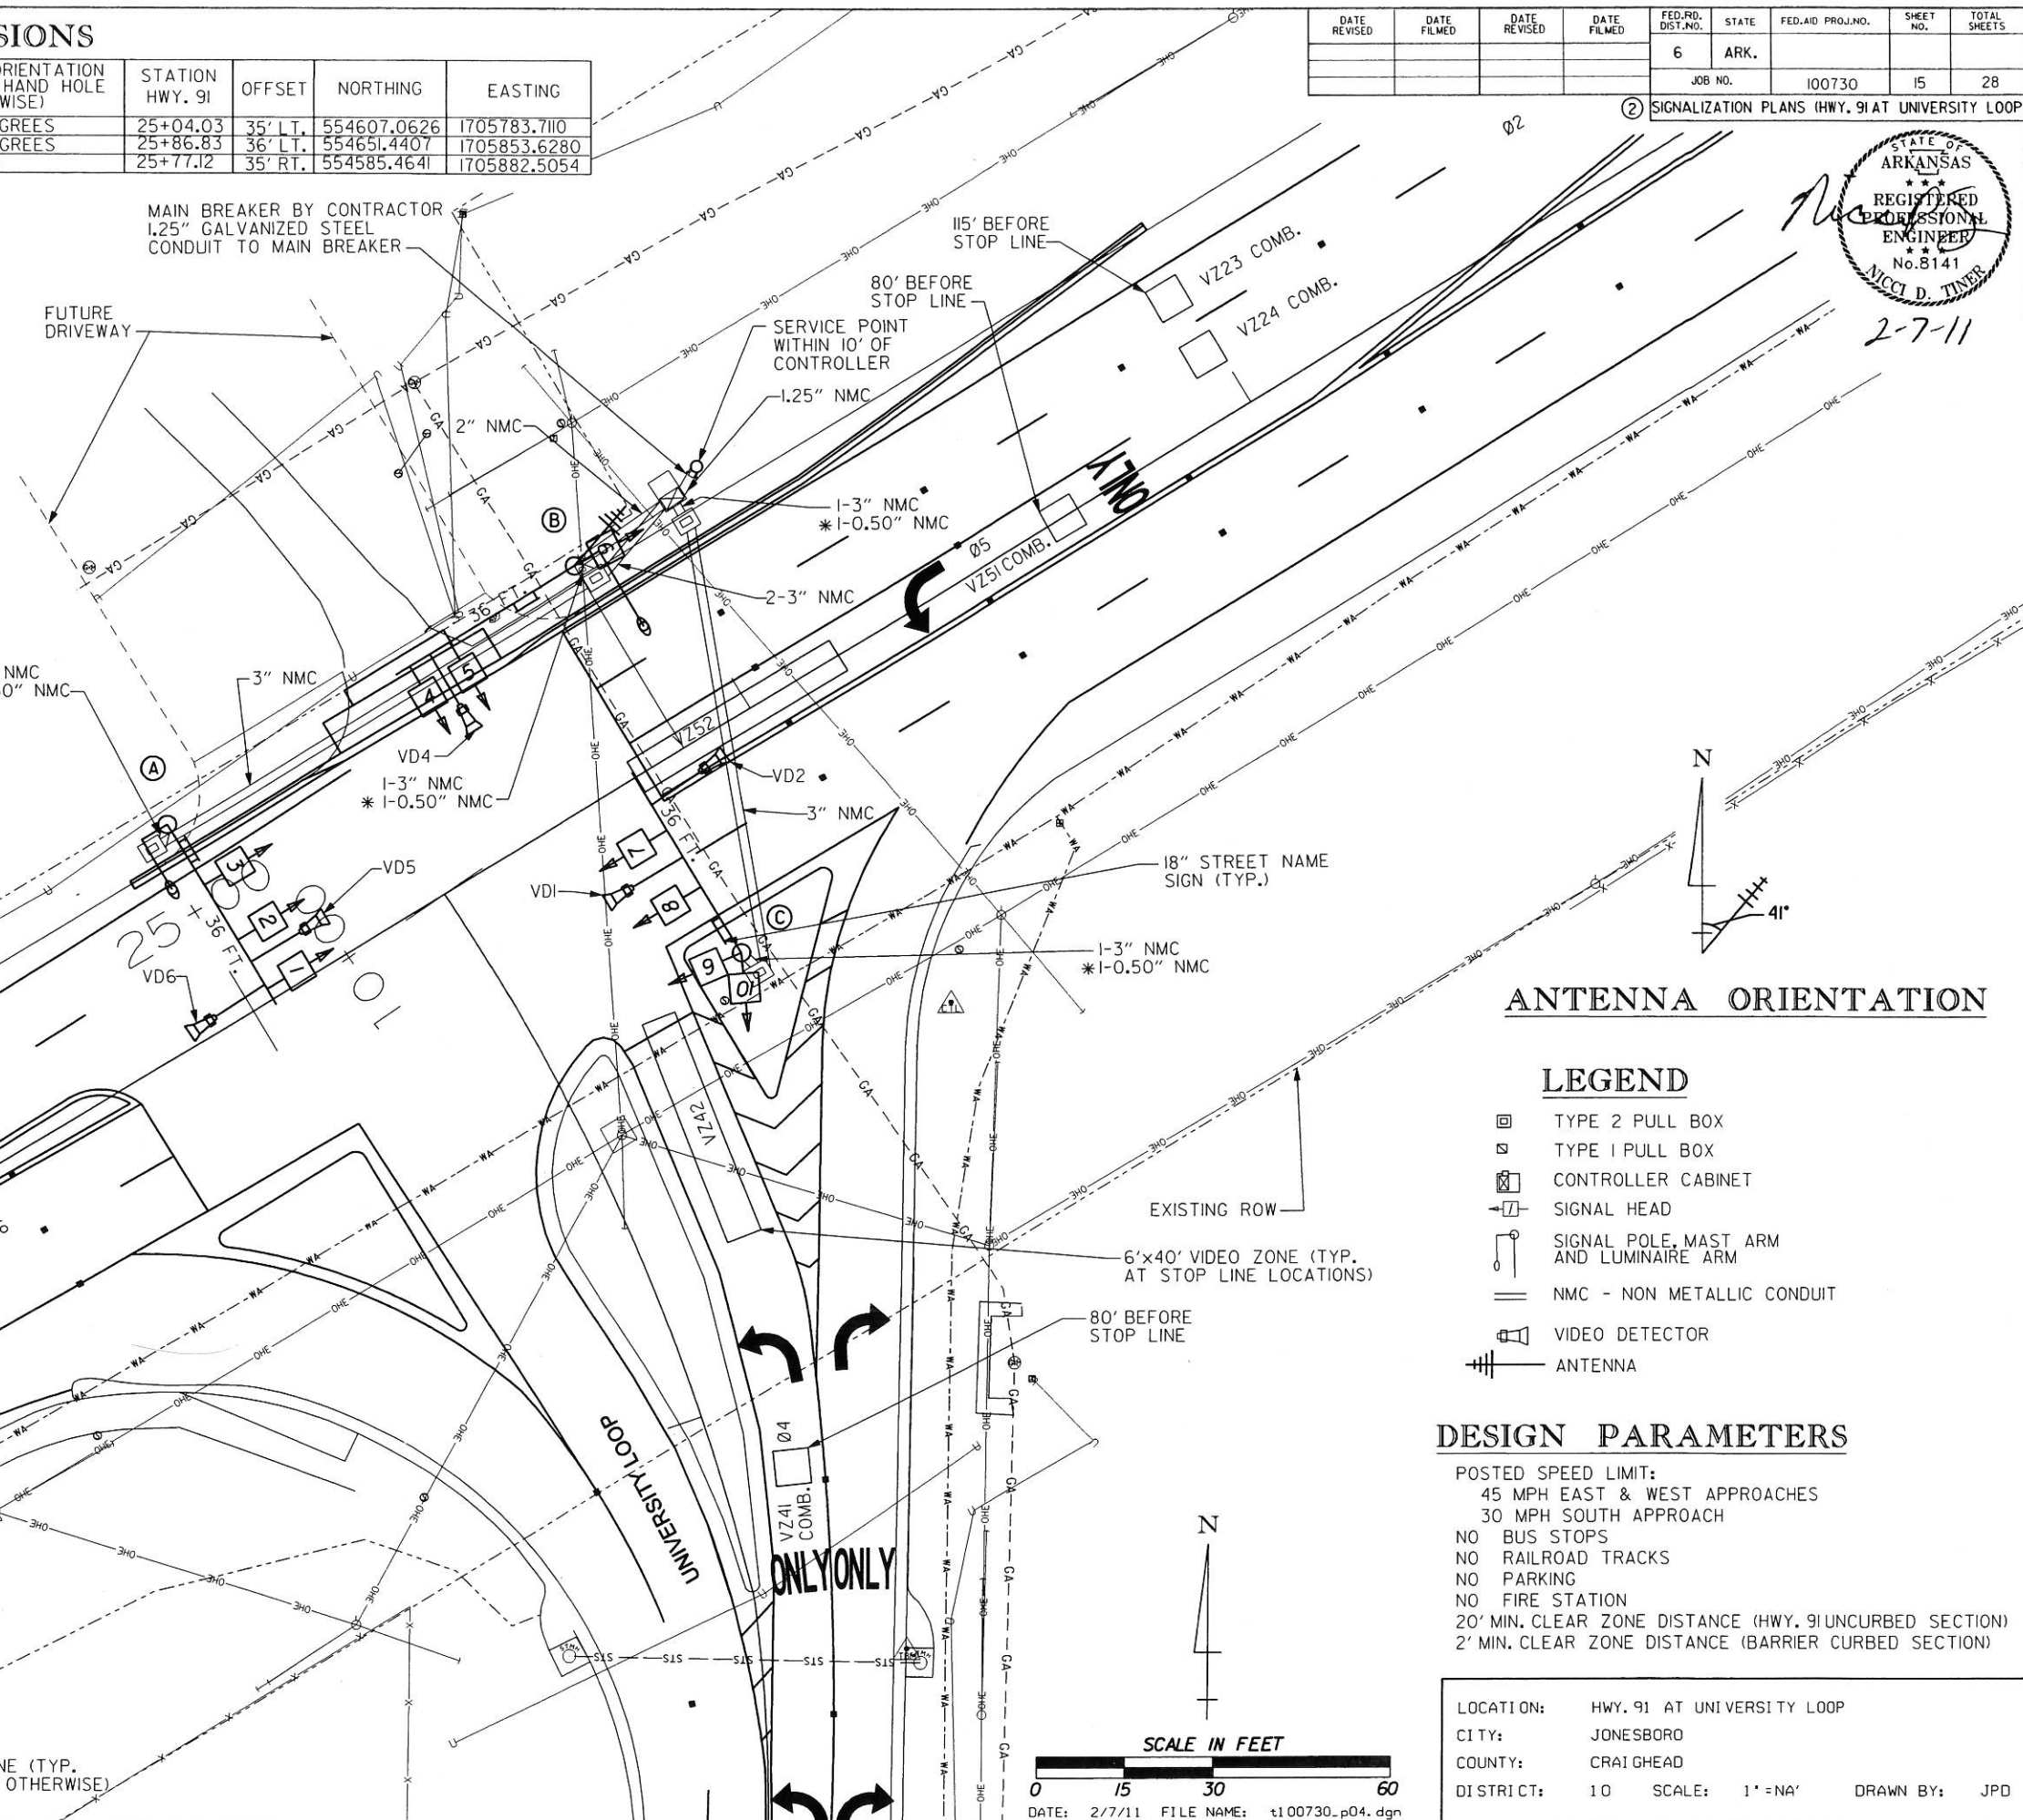 SIONS
ORIENTATION
HAND HOLE
WISE)
STATION
HWY. 91
OFFSET
NORTHING
EASTING
GREES 25+04.03 35' LT. 554607.0626 1705783.7110
GREES 25+86.83 36' LT. 554651.4407 1705853.6280
25+77.12 35' RT. 554585.4641 1705882.5054
DATE REVISED
DATE FILMED
DATE REVISED
DATE FILMED
FED.RD. DIST.NO.
STATE
FED.AID PROJ.NO.
SHEET NO.
TOTAL SHEETS
6 ARK.
JOB NO. 100730 15 28
2 SIGNALIZATION PLANS (HWY. 91 AT UNIVERSITY LOOP
STATE OF
ARKANSAS
REGISTERED
PROFESSIONAL
ENGINEER
No.8141
NICCI D. TINER
2-7-11
MAIN BREAKER BY CONTRACTOR
1.25" GALVANIZED STEEL
CONDUIT TO MAIN BREAKER
FUTURE
DRIVEWAY
115' BEFORE
STOP LINE
80' BEFORE
STOP LINE
SERVICE POINT
WITHIN 10' OF
CONTROLLER
1.25" NMC
2" NMC
Ø2
VZ23 COMB.
VZ24 COMB.
ONLY
1-3" NMC
*1-0.50" NMC
B
6
Ø5
VZ51 COMB.
2-3" NMC
36 FT.
NMC
0" NMC
3" NMC
4
5
VD4
1-3" NMC
* 1-0.50" NMC
A
VZ52
VD2
3" NMC
36 FT.
3
2
1
VD5
VD6
25 + 00
36 FT.
7
VD1
8
C
9
10
18" STREET NAME
SIGN (TYP.)
1-3" NMC
*1-0.50" NMC
VZ42
EXISTING ROW
6'x40' VIDEO ZONE (TYP.
AT STOP LINE LOCATIONS)
80' BEFORE
STOP LINE
Ø4
VZ41
COMB.
UNIVERSITY LOOP
ONLY ONLY
NE (TYP.
OTHERWISE)
N
41°
ANTENNA ORIENTATION
LEGEND
TYPE 2 PULL BOX
TYPE 1 PULL BOX
CONTROLLER CABINET
SIGNAL HEAD
SIGNAL POLE, MAST ARM
AND LUMINAIRE ARM
NMC - NON METALLIC CONDUIT
VIDEO DETECTOR
ANTENNA
DESIGN PARAMETERS
POSTED SPEED LIMIT:
45 MPH EAST & WEST APPROACHES
30 MPH SOUTH APPROACH
NO BUS STOPS
NO RAILROAD TRACKS
NO PARKING
NO FIRE STATION
20' MIN. CLEAR ZONE DISTANCE (HWY. 91 UNCURBED SECTION)
2' MIN. CLEAR ZONE DISTANCE (BARRIER CURBED SECTION)
N
SCALE IN FEET
0 15 30 60
DATE: 2/7/11 FILE NAME: t100730_p04.dgn
LOCATION: HWY. 91 AT UNIVERSITY LOOP
CITY: JONESBORO
COUNTY: CRAIGHEAD
DISTRICT: 10 SCALE: 1"=NA' DRAWN BY: JPD